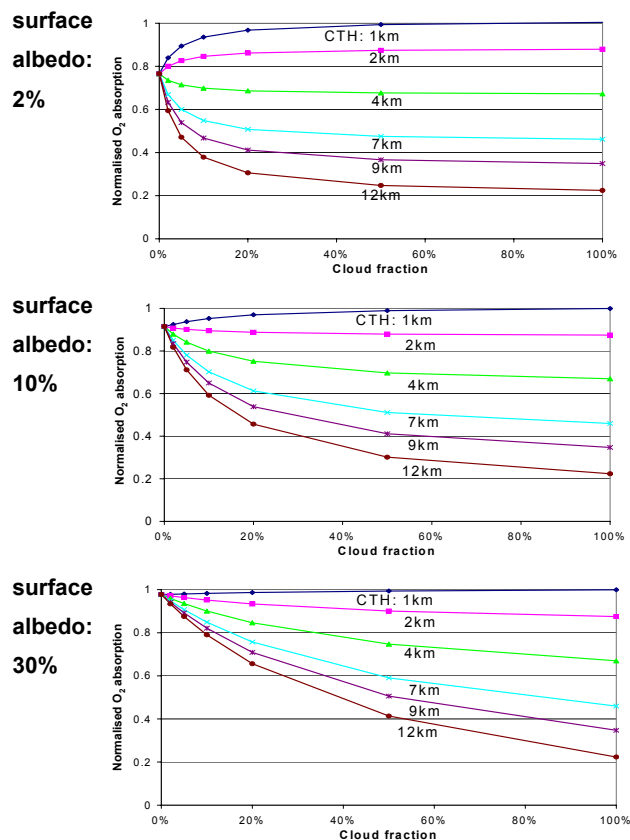 surface
albedo:
2%
Normalised O₂ absorption
1
0.8
0.6
0.4
0.2
0
CTH: 1km
2km
4km
7km
9km
12km
0% 20% 40% 60% 80% 100%
Cloud fraction
surface
albedo:
10%
Normalised O₂ absorption
1
0.8
0.6
0.4
0.2
0
CTH: 1km
2km
4km
7km
9km
12km
0% 20% 40% 60% 80% 100%
Cloud fraction
surface
albedo:
30%
Normalised O₂ absorption
1
0.8
0.6
0.4
0.2
0
CTH: 1km
2km
4km
7km
9km
12km
0% 20% 40% 60% 80% 100%
Cloud fraction